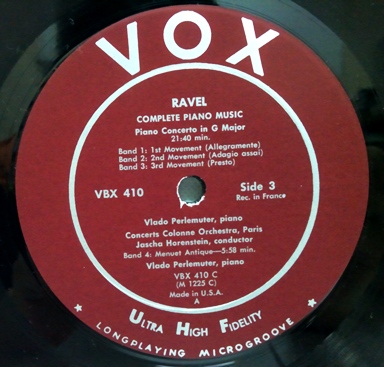 VOX
RAVEL
COMPLETE PIANO MUSIC
Piano Concerto in G Major
21:40 min.
Band 1: 1st Movement (Allegramente)
Band 2: 2nd Movement (Adagio assai)
Band 3: 3rd Movement (Presto)
VBX 410
Side 3
Rec. in France
Vlado Perlemuter, piano
Concerts Colonne Orchestra, Paris
Jascha Horenstein, conductor
Band 4: Menuet Antique—5:58 min.
Vlado Perlemuter, piano
VBX 410 C
(M 1225 C)
Made in U.S.A.
A
ULTRA HIGH FIDELITY
LONGPLAYING MICROGROOVE